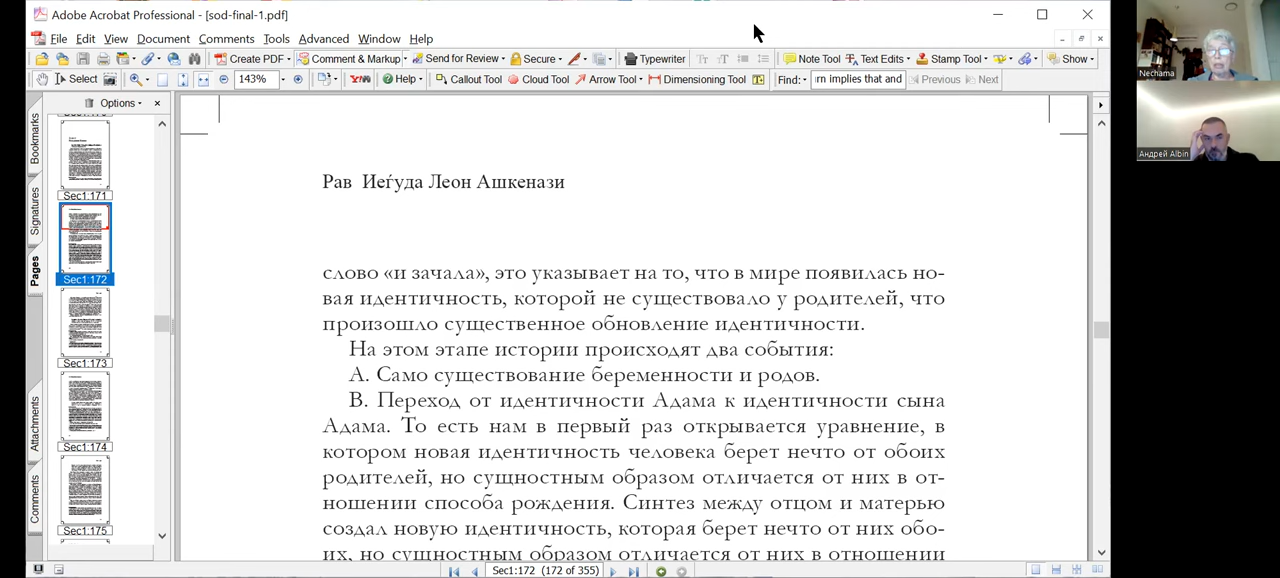 Adobe Acrobat Professional - [sod-final-1.pdf]
File Edit View Document Comments Tools Advanced Window Help
Create PDF Comment & Markup Send for Review Secure Typewriter Note Tool Text Edits Stamp Tool Show
Select 143% Help Callout Tool Cloud Tool Arrow Tool Dimensioning Tool Find: rn implies that and Previous Next
Options
Bookmarks
Signatures
Pages
Attachments
Comments
Sec1:171
Sec1:172
Sec1:173
Sec1:174
Sec1:175
Рав Иеѓуда Леон Ашкенази
слово «и зачала», это указывает на то, что в мире появилась но-
вая идентичность, которой не существовало у родителей, что
произошло существенное обновление идентичности.
На этом этапе истории происходят два события:
А. Само существование беременности и родов.
В. Переход от идентичности Адама к идентичности сына
Адама. То есть нам в первый раз открывается уравнение, в
котором новая идентичность человека берет нечто от обоих
родителей, но сущностным образом отличается от них в от-
ношении способа рождения. Синтез между отцом и матерью
создал новую идентичность, которая берет нечто от них обо-
их, но сущностным образом отличается от них в отношении
Sec1:172 (172 of 355)
Nechama
Андрей Albin